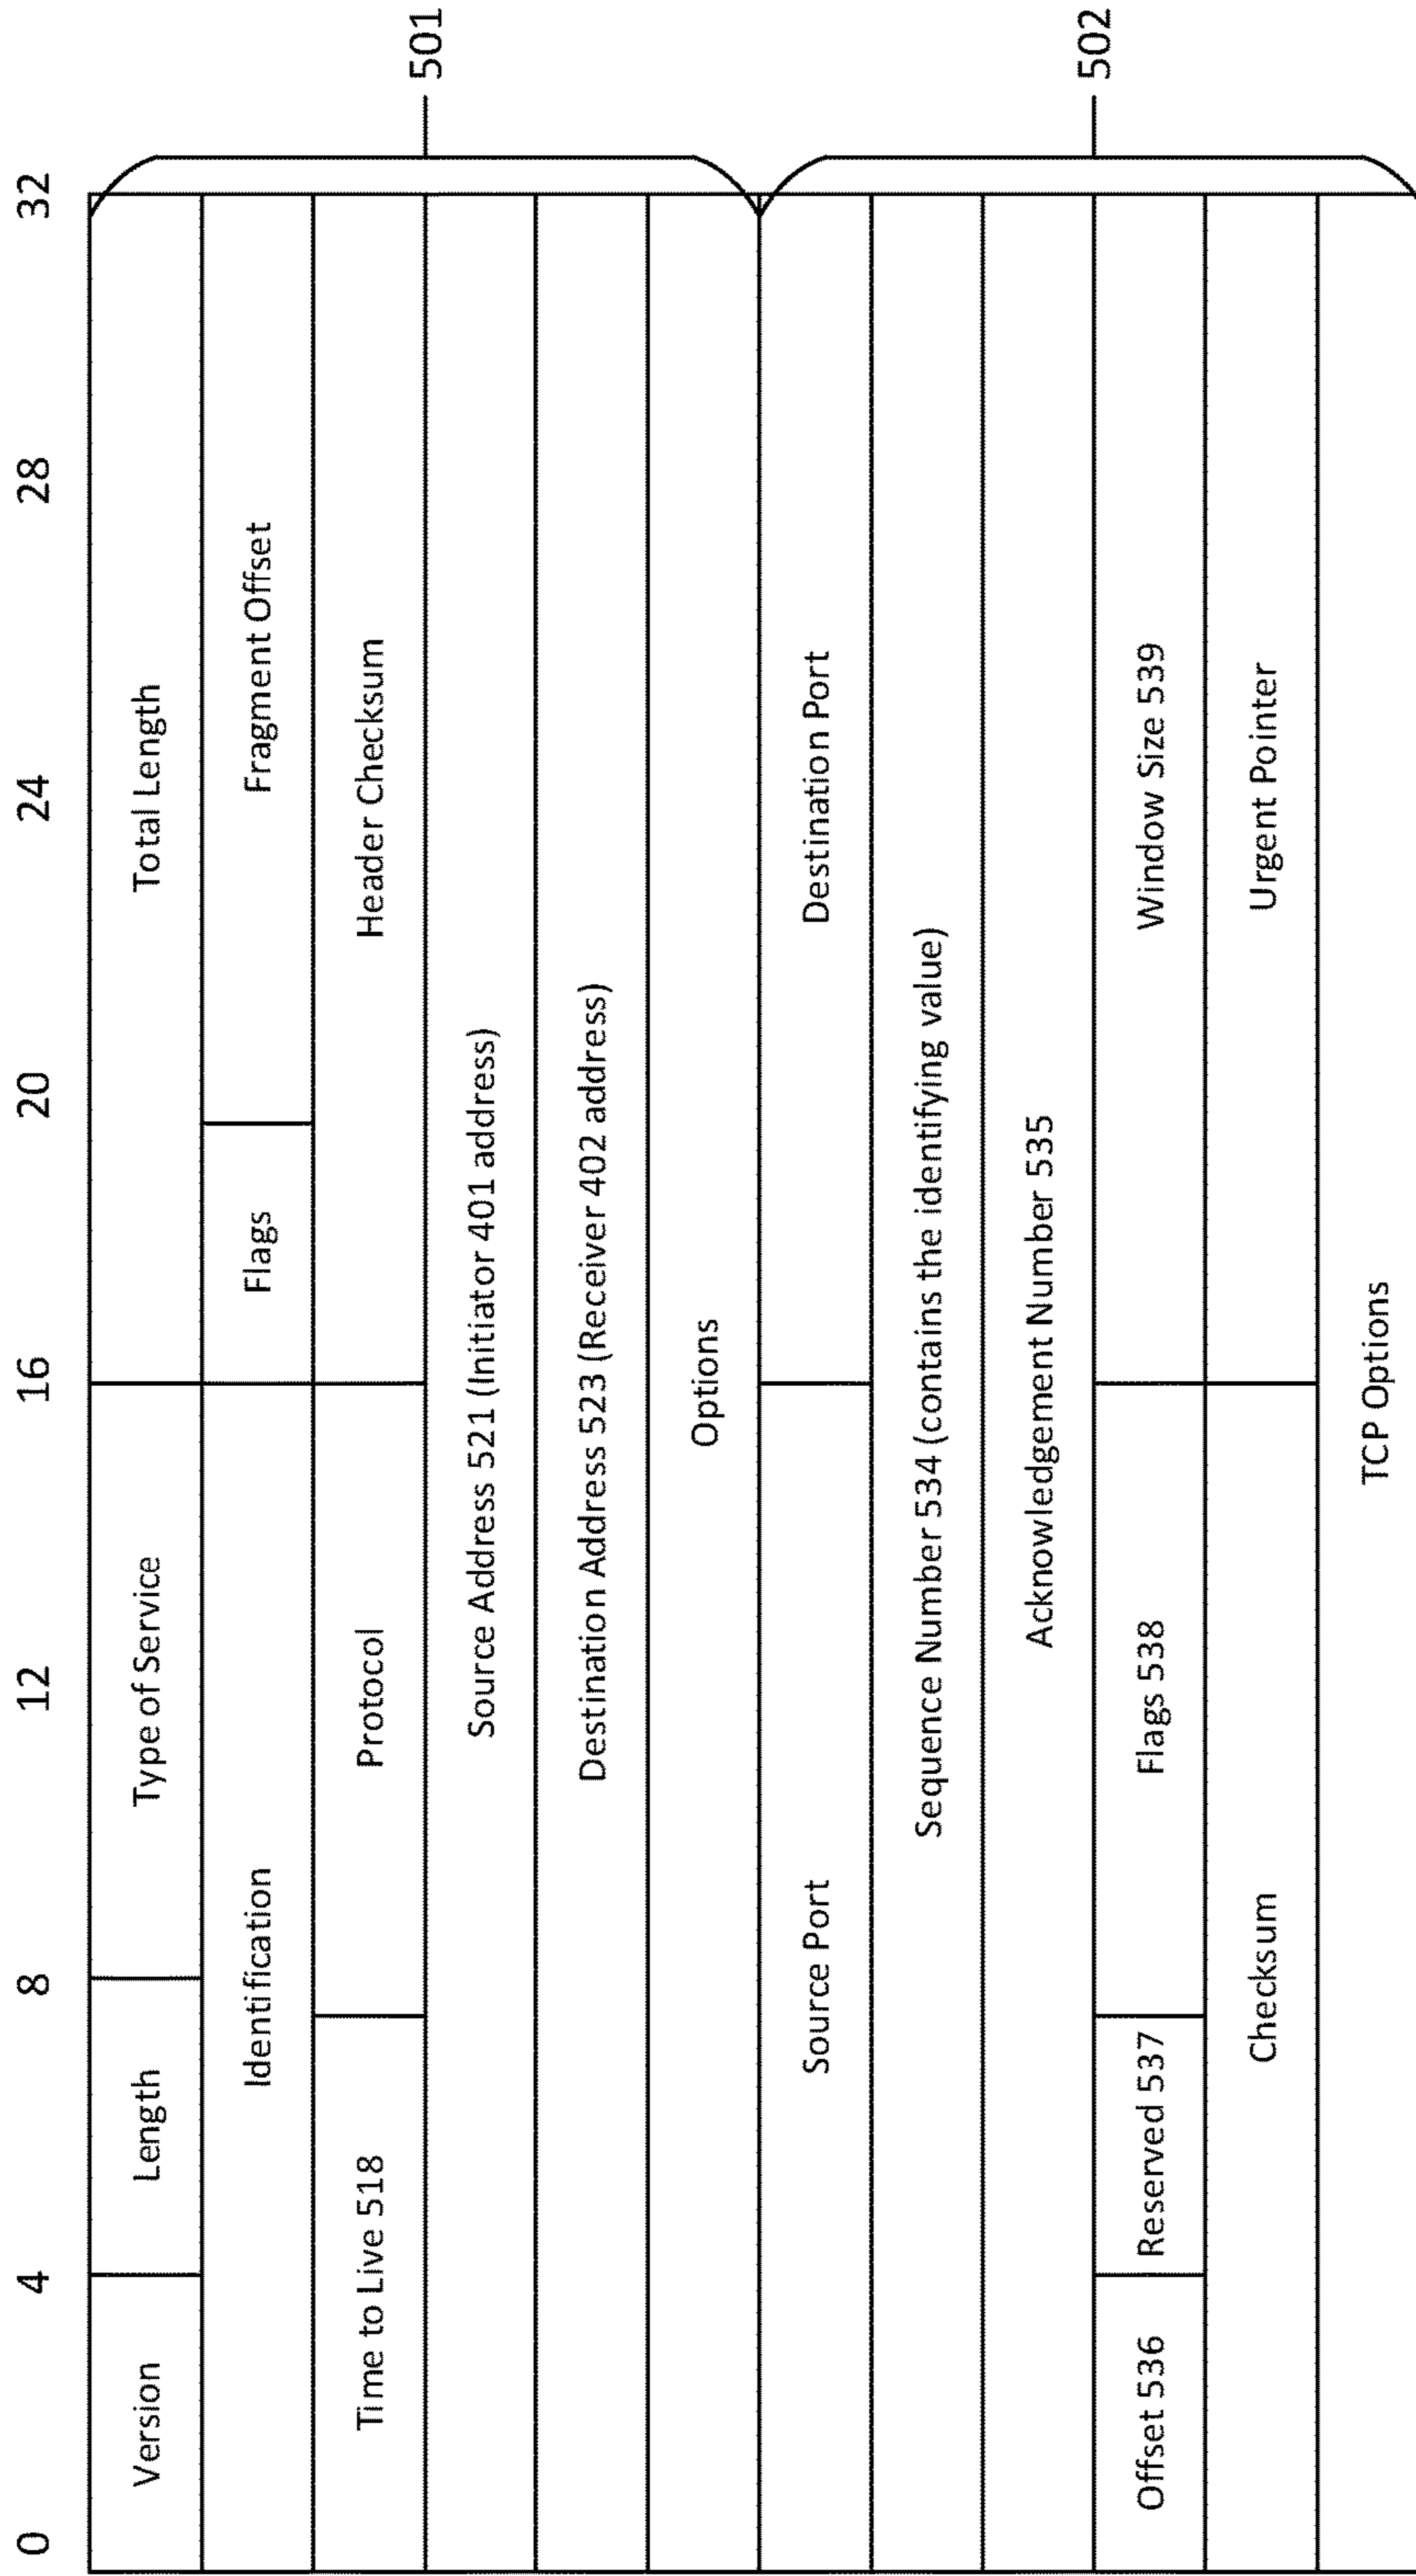 0 4 8 12 16 20 24 28 32
Version Length Type of Service Total Length
Identification Flags Fragment Offset
Time to Live 518 Protocol Header Checksum
501
Source Address 521 (Initiator 401 address)
Destination Address 523 (Receiver 402 address)
Options
Source Port Destination Port
Sequence Number 534 (contains the identifying value)
Acknowledgement Number 535
502
Offset 536 Reserved 537 Flags 538 Window Size 539
Checksum Urgent Pointer
TCP Options